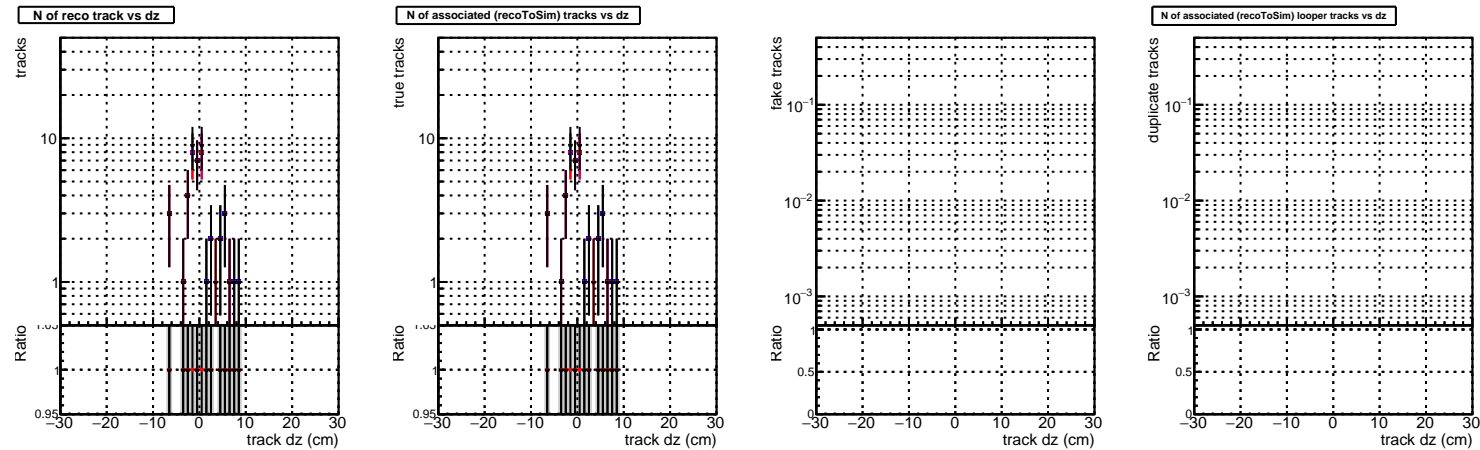 N of reco track vs dz
tracks
10
1
Ratio
1
0.95
−30 −20 −10 0 10 20 30
track dz (cm)
N of associated (recoToSim) tracks vs dz
true tracks
10
1
Ratio
1
0.95
−30 −20 −10 0 10 20 30
track dz (cm)
fake tracks
10−1
10−2
10−3
Ratio
1
0.5
0
−30 −20 −10 0 10 20 30
track dz (cm)
N of associated (recoToSim) looper tracks vs dz
duplicate tracks
10−1
10−2
10−3
Ratio
1
0.5
0
−30 −20 −10 0 10 20 30
track dz (cm)